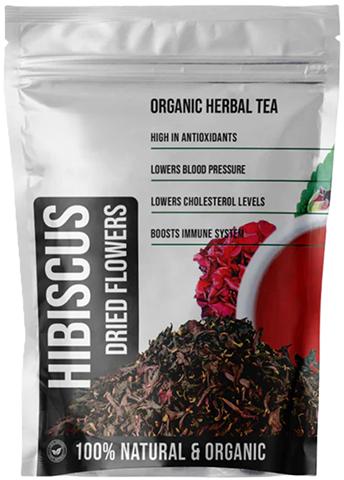 ORGANIC HERBAL TEA
HIGH IN ANTIOXIDANTS
LOWERS BLOOD PRESSURE
LOWERS CHOLESTEROL LEVELS
BOOSTS IMMUNE SYSTEM
HIBISCUS
DRIED FLOWERS
100% NATURAL & ORGANIC